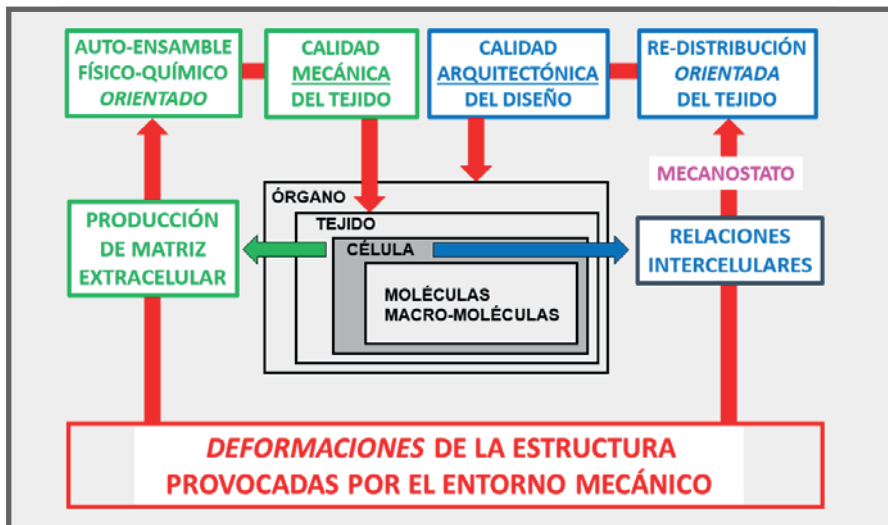 AUTO-ENSAMBLE
FÍSICO-QUÍMICO
ORIENTADO
CALIDAD
MECÁNICA
DEL TEJIDO
CALIDAD
ARQUITECTÓNICA
DEL DISEÑO
RE-DISTRIBUCIÓN
ORIENTADA
DEL TEJIDO
MECANOSTATO
ÓRGANO
TEJIDO
CÉLULA
MOLÉCULAS
MACRO-MOLÉCULAS
PRODUCCIÓN
DE MATRIZ
EXTRACELULAR
RELACIONES
INTERCELULARES
DEFORMACIONES DE LA ESTRUCTURA
PROVOCADAS POR EL ENTORNO MECÁNICO